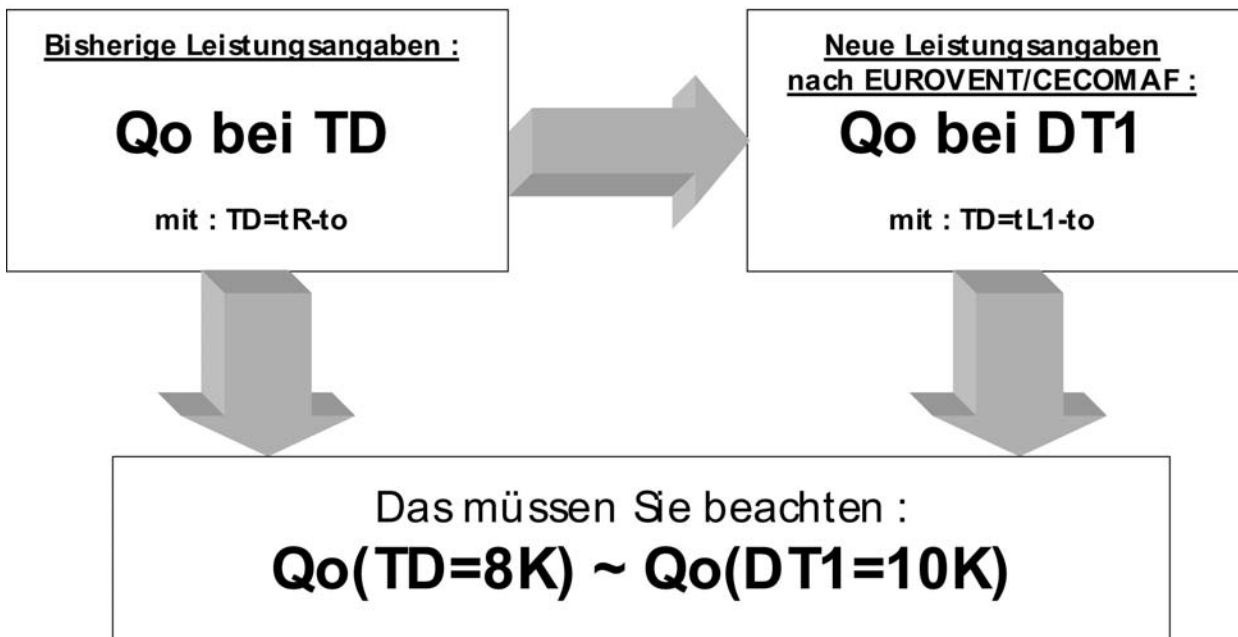 Bisherige Leistungsangaben :
Qo bei TD
mit : TD=tR-to
Neue Leistungsangaben
nach EUROVENT/CECOMAF :
Qo bei DT1
mit : TD=tL1-to
Das müssen Sie beachten :
Qo(TD=8K) ~ Qo(DT1=10K)